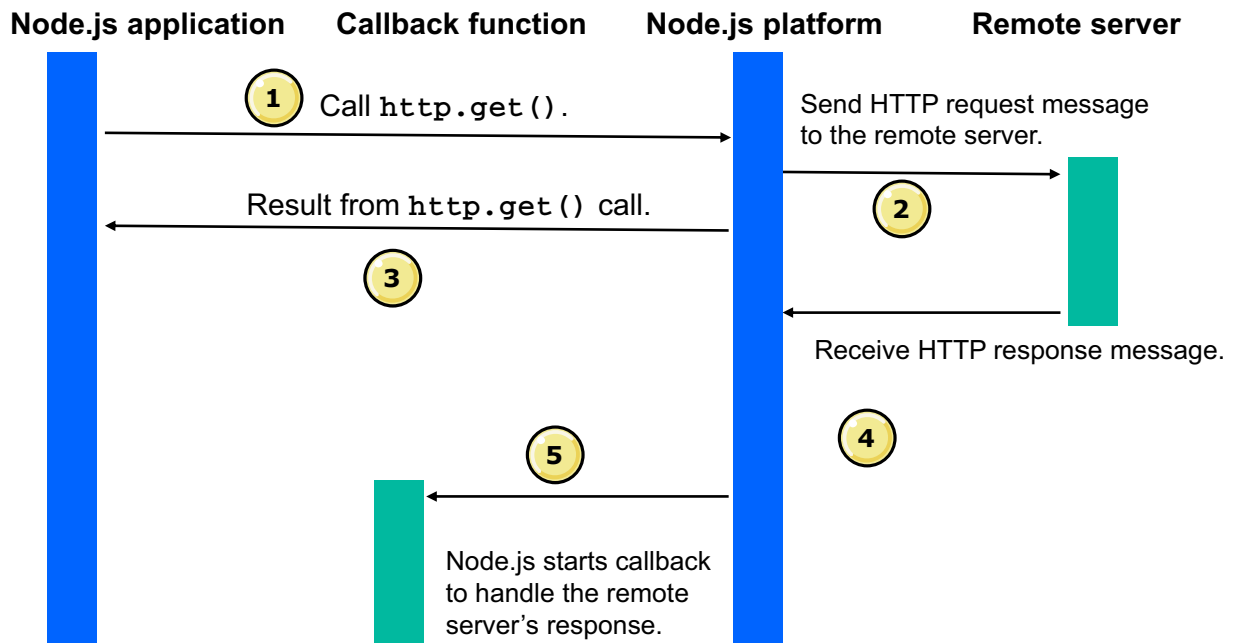 Node.js application Callback function Node.js platform Remote server
1
Call http.get().
Send HTTP request message
to the remote server.
2
Result from http.get() call.
3
Receive HTTP response message.
4
5
Node.js starts callback
to handle the remote
server’s response.